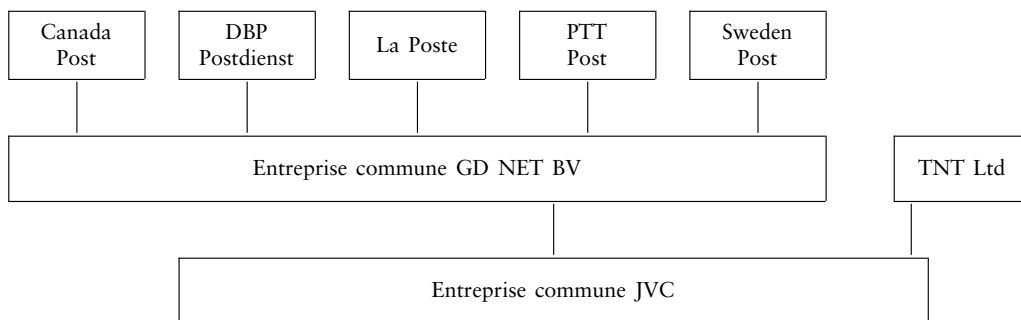 Canada
Post
DBP
Postdienst
La Poste
PTT
Post
Sweden
Post
Entreprise commune GD NET BV
TNT Ltd
Entreprise commune JVC